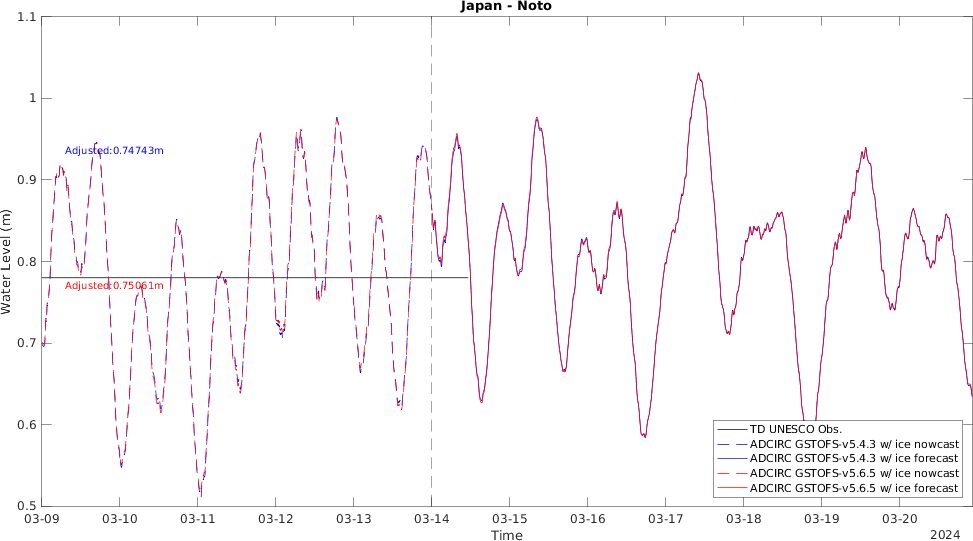 Japan - Noto
1.1
1
0.9
0.8
0.7
0.6
0.5
Water Level (m)
Adjusted:0.74743m
Adjusted:0.75061m
TD UNESCO Obs.
ADCIRC GSTOFS-v5.4.3 w/ ice nowcast
ADCIRC GSTOFS-v5.4.3 w/ ice forecast
ADCIRC GSTOFS-v5.6.5 w/ ice nowcast
ADCIRC GSTOFS-v5.6.5 w/ ice forecast
03-09 03-10 03-11 03-12 03-13 03-14 03-15 03-16 03-17 03-18 03-19 03-20
Time
2024